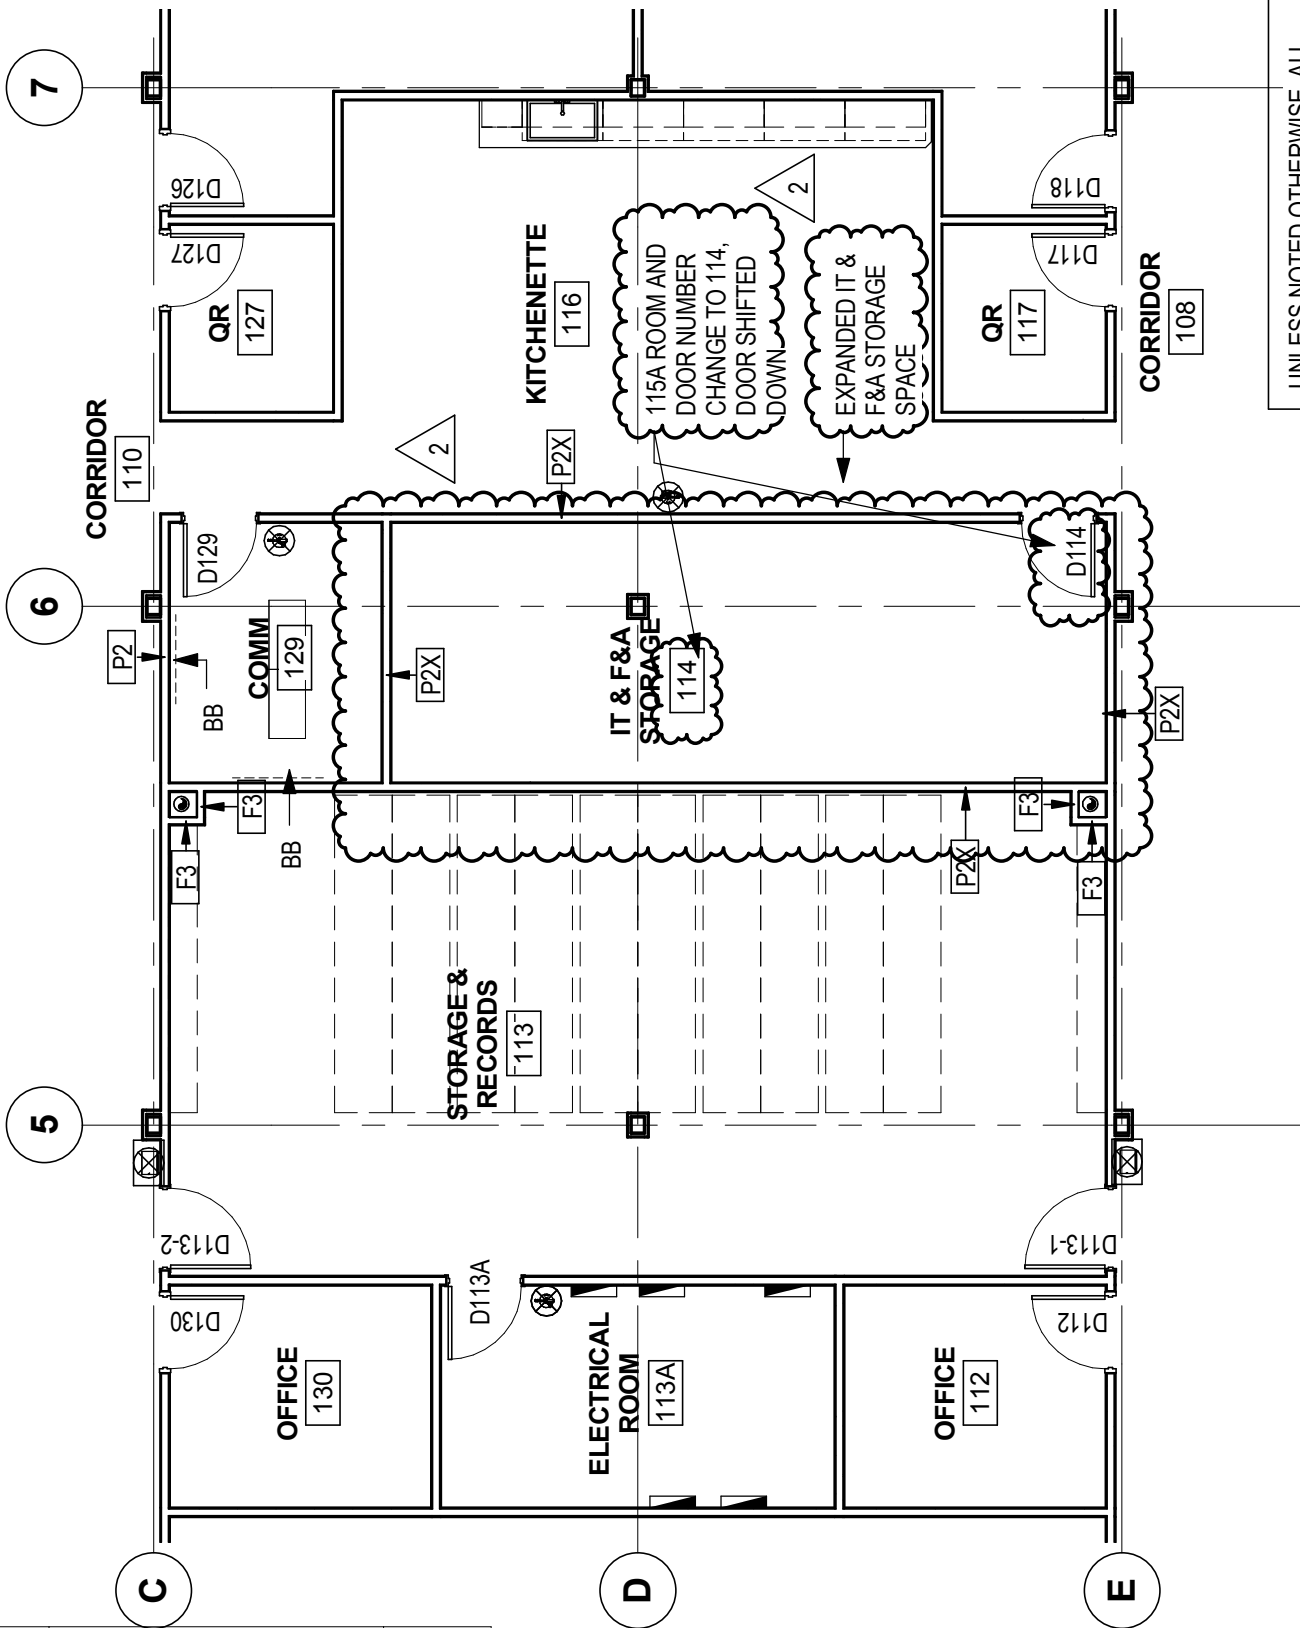 7
6
5
C
D
E
D126
D127
QR
127
CORRIDOR
110
KITCHENETTE
116
115A ROOM AND
DOOR NUMBER
CHANGE TO 114,
DOOR SHIFTED
DOWN
2
EXPANDED IT &
F&A STORAGE
SPACE
D118
D117
QR
117
CORRIDOR
108
2
P2X
D129
P2
COMM
129
BB
BB
P2X
IT & F&A
STORAGE
114
D114
P2X
F3
F3
F3
F3
P2X
STORAGE &
RECORDS
113
D113-2
D113-1
D130
D113A
D112
OFFICE
130
ELECTRICAL
ROOM
113A
OFFICE
112
UNLESS NOTED OTHERWISE, ALL